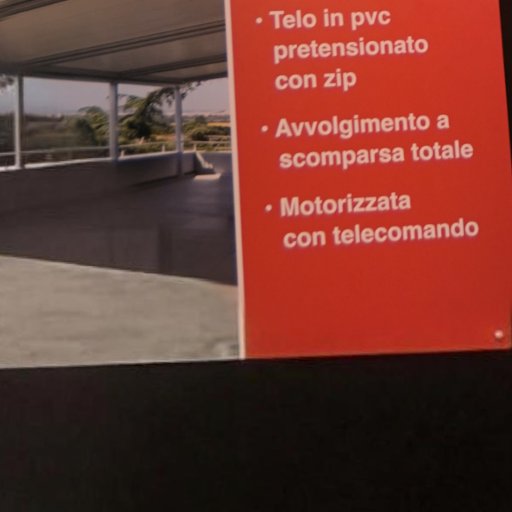 • Telo in pvc
pretensionato
con zip
• Avvolgimento a
scomparsa totale
• Motorizzata
con telecomando